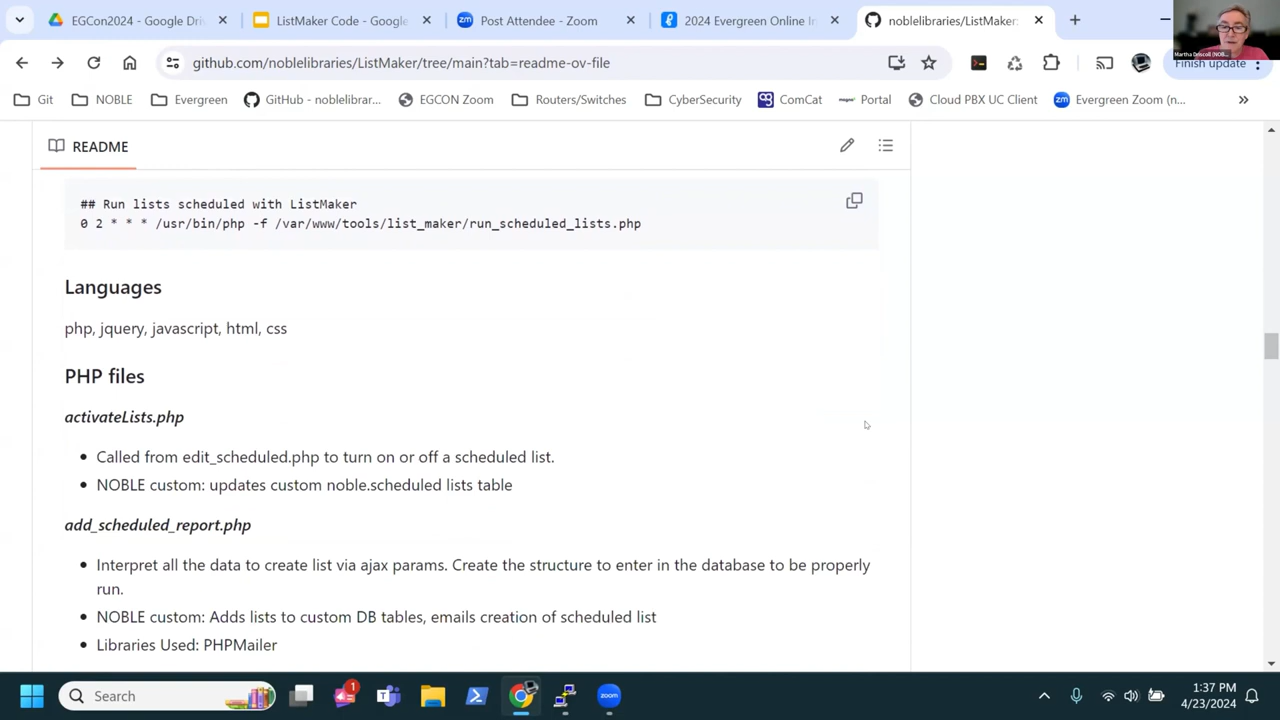 EGCon2024 - Google Dri
ListMaker Code - Google
Post Attendee - Zoom
2024 Evergreen Online In
noblelibraries/ListMaker:
github.com/noblelibraries/ListMaker/tree/main?tab=readme-ov-file
Finish update
Git
NOBLE
Evergreen
GitHub - noblelibrar...
EGCON Zoom
Routers/Switches
CyberSecurity
ComCat
Portal
Cloud PBX UC Client
Evergreen Zoom (n...
README
## Run lists scheduled with ListMaker
0 2 * * * /usr/bin/php -f /var/www/tools/list_maker/run_scheduled_lists.php
Languages
php, jquery, javascript, html, css
PHP files
activateLists.php
• Called from edit_scheduled.php to turn on or off a scheduled list.
• NOBLE custom: updates custom noble.scheduled lists table
add_scheduled_report.php
• Interpret all the data to create list via ajax params. Create the structure to enter in the database to be properly
run.
• NOBLE custom: Adds lists to custom DB tables, emails creation of scheduled list
• Libraries Used: PHPMailer
Search
1
1:37 PM
4/23/2024